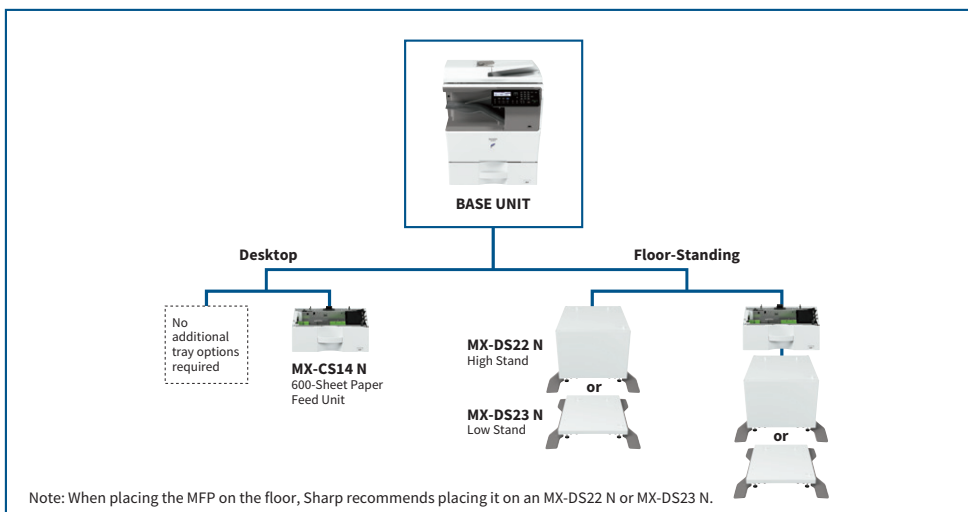 BASE UNIT
Desktop
Floor-Standing
No
additional
tray options
required
MX-CS14 N
600-Sheet Paper
Feed Unit
MX-DS22 N
High Stand
or
MX-DS23 N
Low Stand
or
Note: When placing the MFP on the floor, Sharp recommends placing it on an MX-DS22 N or MX-DS23 N.